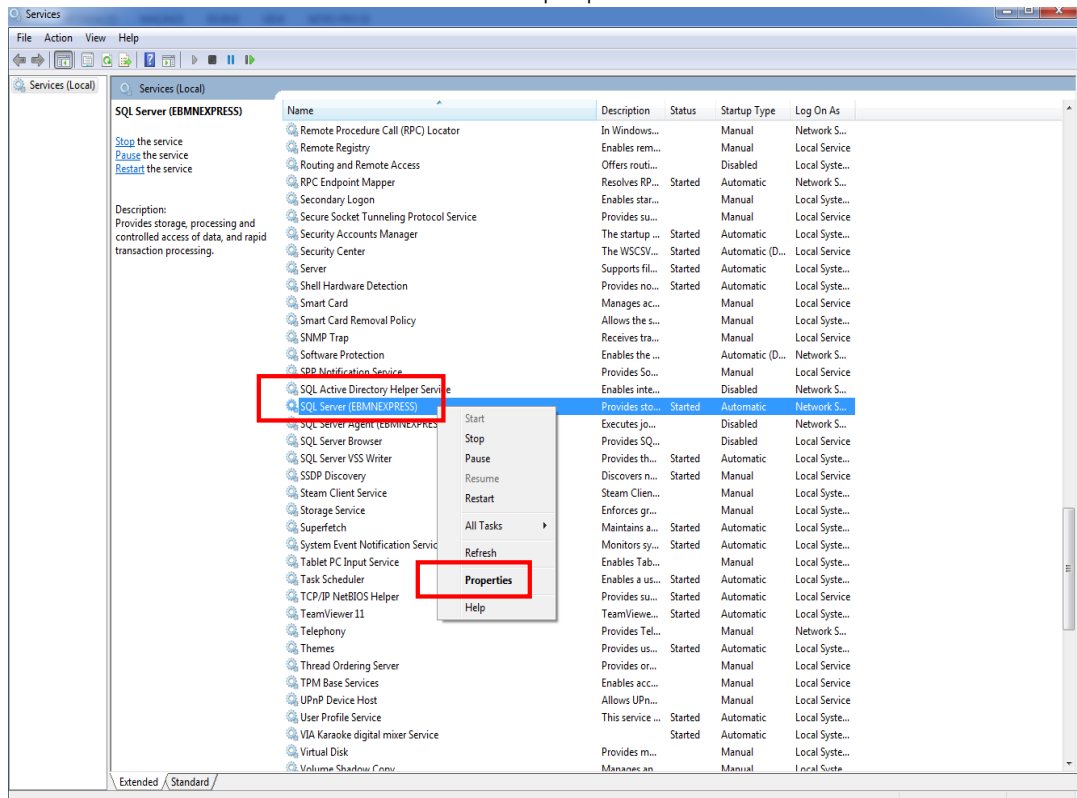 Services
File Action View Help
Services (Local)
Services (Local)
SQL Server (EBMNEXPRESS)
Stop the service
Pause the service
Restart the service
Description:
Provides storage, processing and
controlled access of data, and rapid
transaction processing.
Name Description Status Startup Type Log On As
Remote Procedure Call (RPC) Locator In Windows... Manual Network S...
Remote Registry Enables rem... Manual Local Service
Routing and Remote Access Offers routi... Disabled Local Syste...
RPC Endpoint Mapper Resolves RP... Started Automatic Network S...
Secondary Logon Enables star... Manual Local Syste...
Secure Socket Tunneling Protocol Service Provides su... Manual Local Service
Security Accounts Manager The startup ... Started Automatic Local Syste...
Security Center The WSCSV... Started Automatic (D... Local Service
Server Supports fil... Started Automatic Local Syste...
Shell Hardware Detection Provides no... Started Automatic Local Syste...
Smart Card Manages ac... Manual Local Service
Smart Card Removal Policy Allows the s... Manual Local Syste...
SNMP Trap Receives tra... Manual Local Service
Software Protection Enables the ... Automatic (D... Network S...
SPP Notification Service Provides So... Manual Local Service
SQL Active Directory Helper Service Enables inte... Disabled Network S...
SQL Server (EBMNEXPRESS) Provides sto... Started Automatic Network S...
SQL Server Agent (EBMNEXPRES Executes jo... Disabled Network S...
SQL Server Browser Provides SQ... Disabled Local Service
SQL Server VSS Writer Provides th... Started Automatic Local Syste...
SSDP Discovery Discovers n... Started Manual Local Service
Steam Client Service Steam Clien... Manual Local Syste...
Storage Service Enforces gr... Manual Local Syste...
Superfetch Maintains a... Started Automatic Local Syste...
System Event Notification Servic Monitors sy... Started Automatic Local Syste...
Tablet PC Input Service Enables Tab... Manual Local Syste...
Task Scheduler Enables a us... Started Automatic Local Syste...
TCP/IP NetBIOS Helper Provides su... Started Automatic Local Service
TeamViewer 11 TeamViewe... Started Automatic Local Syste...
Telephony Provides Tel... Manual Network S...
Themes Provides us... Started Automatic Local Syste...
Thread Ordering Server Provides or... Manual Local Service
TPM Base Services Enables acc... Manual Local Service
UPnP Device Host Allows UPn... Manual Local Service
User Profile Service This service ... Started Automatic Local Syste...
VIA Karaoke digital mixer Service Started Automatic Local Syste...
Virtual Disk Provides m... Manual Local Syste...
Volume Shadow Copy Manages an Manual Local Syste
Start
Stop
Pause
Resume
Restart
All Tasks
Refresh
Properties
Help
Extended Standard